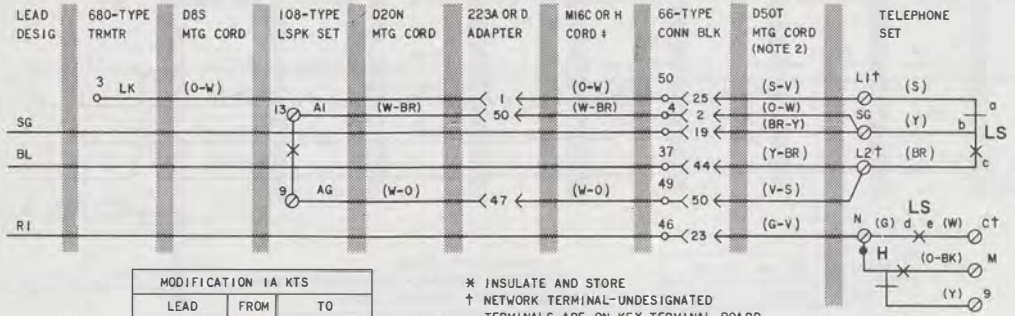 LEAD DESIG 680-TYPE TRMTR D8S MTG CORD 108-TYPE LSPK SET D20N MTG CORD 223A OR D ADAPTER M16C OR H CORD ‡ 66-TYPE CONN BLK D50T MTG CORD (NOTE 2) TELEPHONE SET
3 LK (O-W) 1 (O-W) 50 25 (S-V) L1† (S)
13 A1 (W-BR) 50 (W-BR) 4 2 (O-W) SG a
SG 19 (BR-Y) (Y) b LS
BL 37 44 (Y-BR) L2† (BR) c
9 AG (W-O) 47 (W-O) 49 50 (V-S)
RI 46 23 (G-V) N (G) d LS e (W) C†
H (O-BK) M
(Y) 9
MODIFICATION 1A KTS
LEAD FROM TO
* INSULATE AND STORE
† NETWORK TERMINAL-UNDESIGNATED
TERMINALS ARE ON KEY TERMINAL BOARD